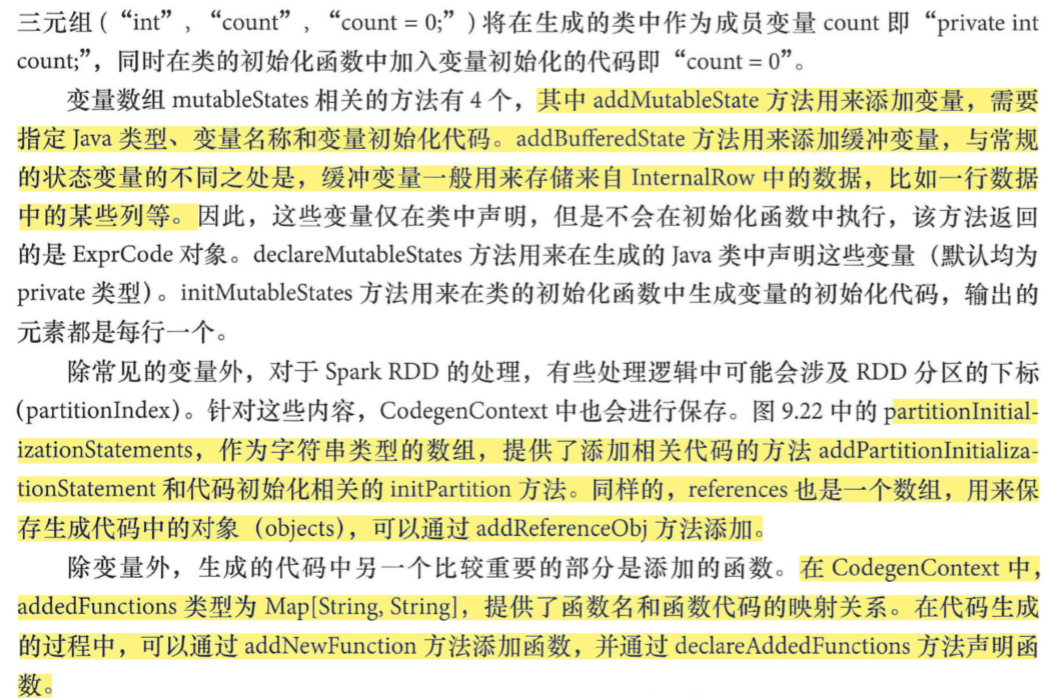 三元组 (“int”, “count”, “count = 0;”) 将在生成的类中作为成员变量 count 即“private int
count;”，同时在类的初始化函数中加入变量初始化的代码即“count = 0”。
变量数组 mutableStates 相关的方法有 4 个，其中 addMutableState 方法用来添加变量，需要
指定 Java 类型、变量名称和变量初始化代码。addBufferedState 方法用来添加缓冲变量，与常规
的状态变量的不同之处是，缓冲变量一般用来存储来自 InternalRow 中的数据，比如一行数据
中的某些列等。因此，这些变量仅在类中声明，但是不会在初始化函数中执行，该方法返回
的是 ExprCode 对象。declareMutableStates 方法用来在生成的 Java 类中声明这些变量（默认均为
private 类型）。initMutableStates 方法用来在类的初始化函数中生成变量的初始化代码，输出的
元素都是每行一个。
除常见的变量外，对于 Spark RDD 的处理，有些处理逻辑中可能会涉及 RDD 分区的下标
(partitionIndex)。针对这些内容，CodegenContext 中也会进行保存。图 9.22 中的 partitionInitial-
izationStatements，作为字符串类型的数组，提供了添加相关代码的方法 addPartitionInitializa-
tionStatement 和代码初始化相关的 initPartition 方法。同样的，references 也是一个数组，用来保
存生成代码中的对象（objects），可以通过 addReferenceObj 方法添加。
除变量外，生成的代码中另一个比较重要的部分是添加的函数。在 CodegenContext 中，
addedFunctions 类型为 Map[String, String]，提供了函数名和函数代码的映射关系。在代码生成
的过程中，可以通过 addNewFunction 方法添加函数，并通过 declareAddedFunctions 方法声明函
数。